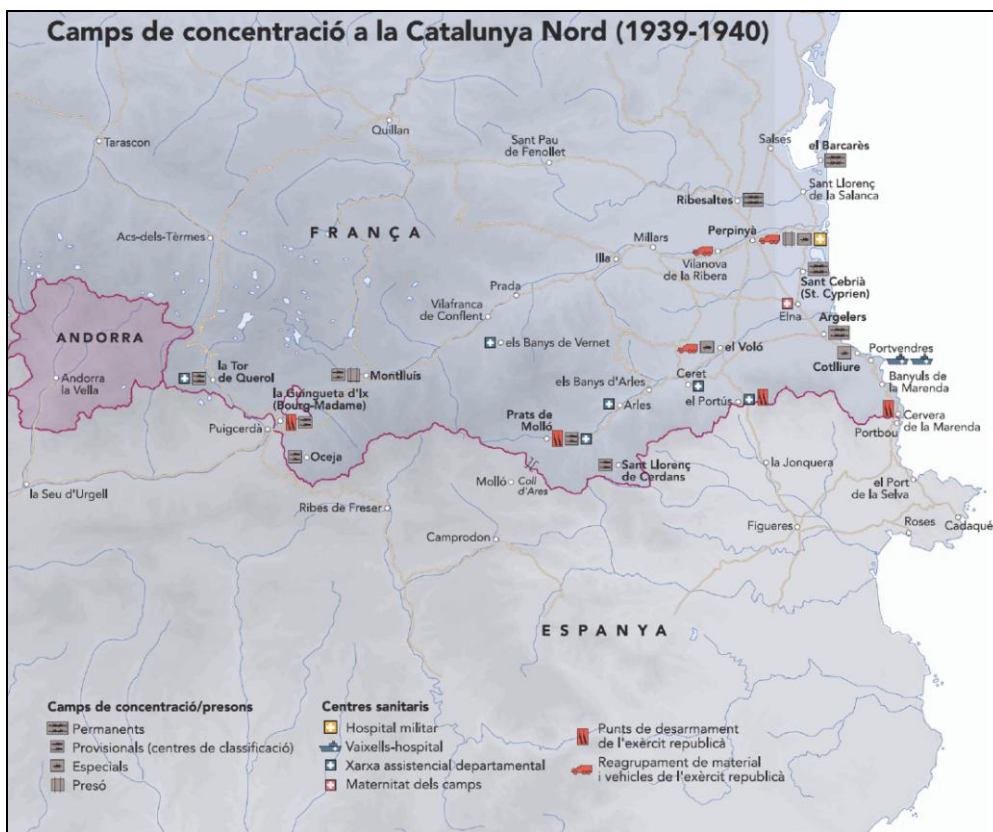 Camps de concentració a la Catalunya Nord (1939-1940)
Tarascon
Quillan
Sant Pau
de Fenollet
Salses
el Barcarès
Sant Llorenç
de la Salanca
Ribesaltes
Acs-dels-Tèrmes
FRANÇA
Millars
Perpinyà
Illa
Vilanova
de la Ribera
Sant Cebrià
(St. Cyprien)
Prada
Vilafranca
de Conflent
Elna
Argelers
ANDORRA
els Banys de Vernet
el Voló
Portvendres
Cotlliure
Andorra
la Vella
la Tor
de Querol
Montlluís
Ceret
Banyuls de
la Marenda
la Guingueta d'Ix
(Bourg-Madame)
els Banys d'Arles
Arles
el Portús
Puigcerdà
Prats de
Molló
Cervera
de la Marenda
Portbou
Oceja
Sant Llorenç
de Cerdans
la Jonquera
la Seu d'Urgell
Molló
Coll
d'Ares
el Port
de la Selva
Ribes de Freser
Camprodon
Figueres
Roses
Cadaqué
ESPANYA
Camps de concentració/presons
Permanents
Provisionals (centres de classificació)
Especials
Presó
Centres sanitaris
Hospital militar
Vaixells-hospital
Xarxa assistencial departamental
Maternitat dels camps
Punts de desarmament
de l'exèrcit republicà
Reagrupament de material
i vehicles de l'exèrcit republicà